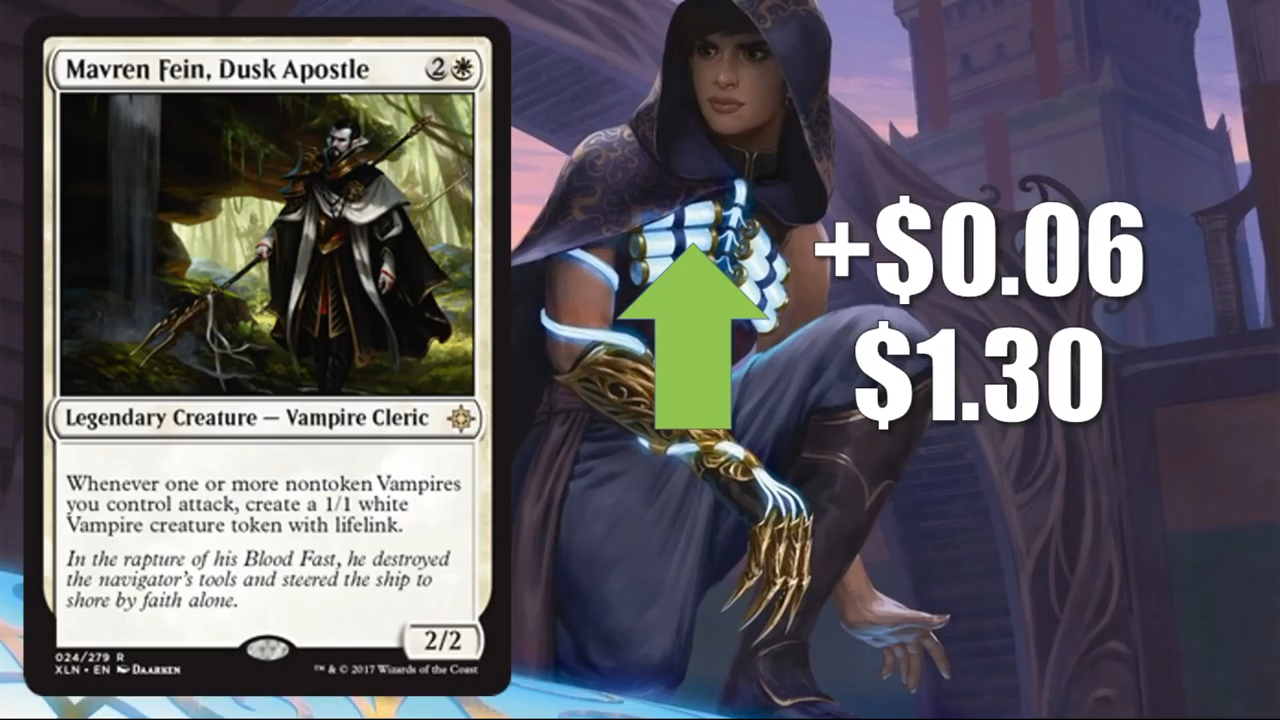 Mavren Fein, Dusk Apostle 2
Legendary Creature — Vampire Cleric
Whenever one or more nontoken Vampires
you control attack, create a 1/1 white
Vampire creature token with lifelink.
In the rapture of his Blood Fast, he destroyed
the navigator's tools and steered the ship to
shore by faith alone.
2/2
024/279 R
XLN • EN DAARKEN
™ & © 2017 Wizards of the Coast
+$0.06
$1.30